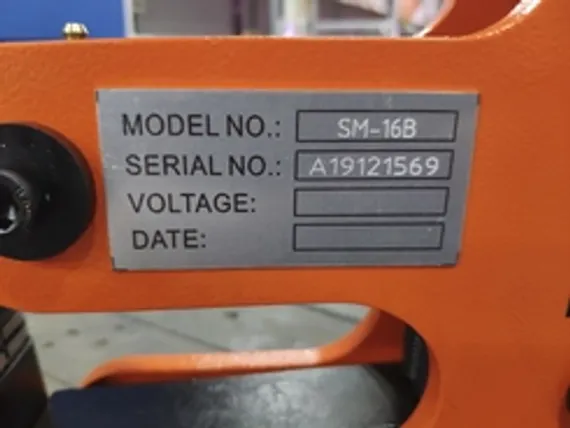 MODEL NO.: SM-16B
SERIAL NO.: A19121569
VOLTAGE:
DATE: